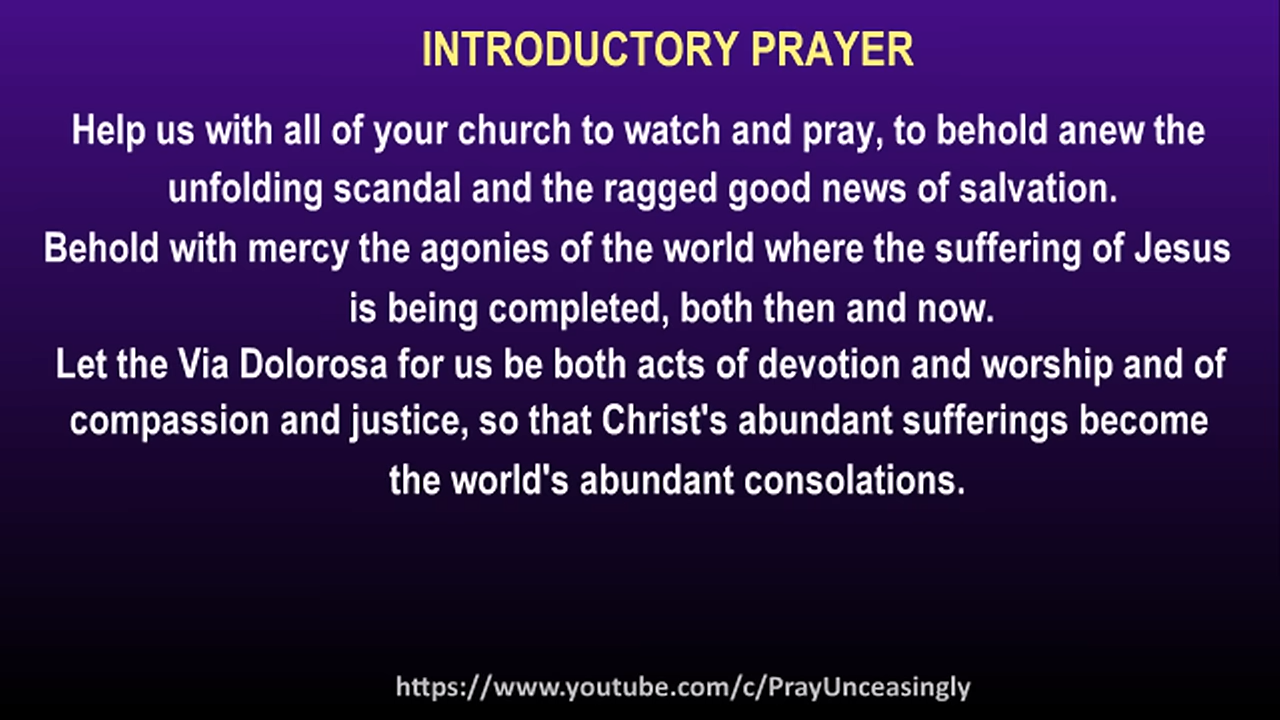 INTRODUCTORY PRAYER
Help us with all of your church to watch and pray, to behold anew the
unfolding scandal and the ragged good news of salvation.
Behold with mercy the agonies of the world where the suffering of Jesus
is being completed, both then and now.
Let the Via Dolorosa for us be both acts of devotion and worship and of
compassion and justice, so that Christ's abundant sufferings become
the world's abundant consolations.
https://www.youtube.com/c/PrayUnceasingly